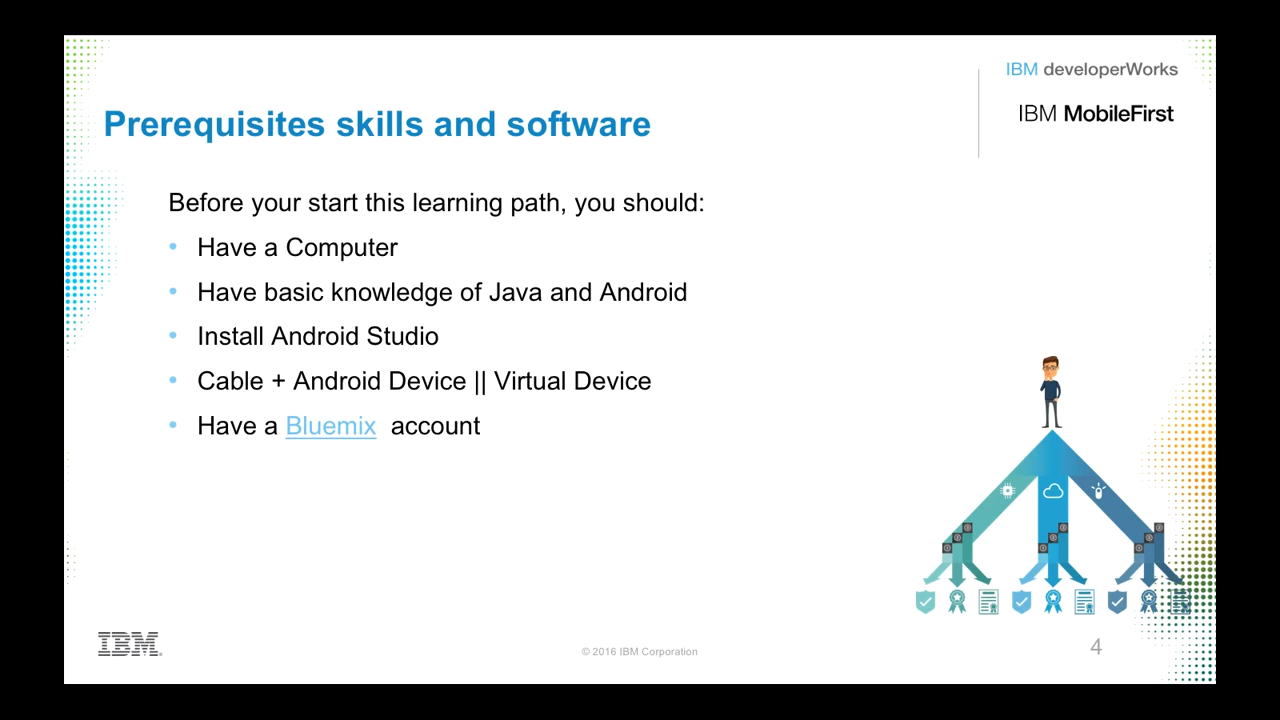 IBM developerWorks
IBM MobileFirst
Prerequisites skills and software
Before your start this learning path, you should:
• Have a Computer
• Have basic knowledge of Java and Android
• Install Android Studio
• Cable + Android Device || Virtual Device
• Have a Bluemix account
IBM
© 2016 IBM Corporation
4